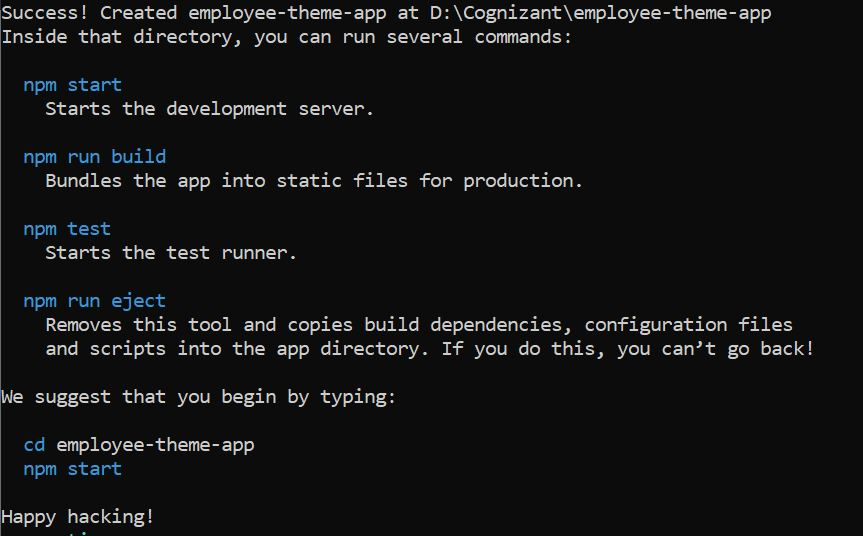 Success! Created employee-theme-app at D:\Cognizant\employee-theme-app
Inside that directory, you can run several commands:
npm start
Starts the development server.
npm run build
Bundles the app into static files for production.
npm test
Starts the test runner.
npm run eject
Removes this tool and copies build dependencies, configuration files
and scripts into the app directory. If you do this, you can’t go back!
We suggest that you begin by typing:
cd employee-theme-app
npm start
Happy hacking!